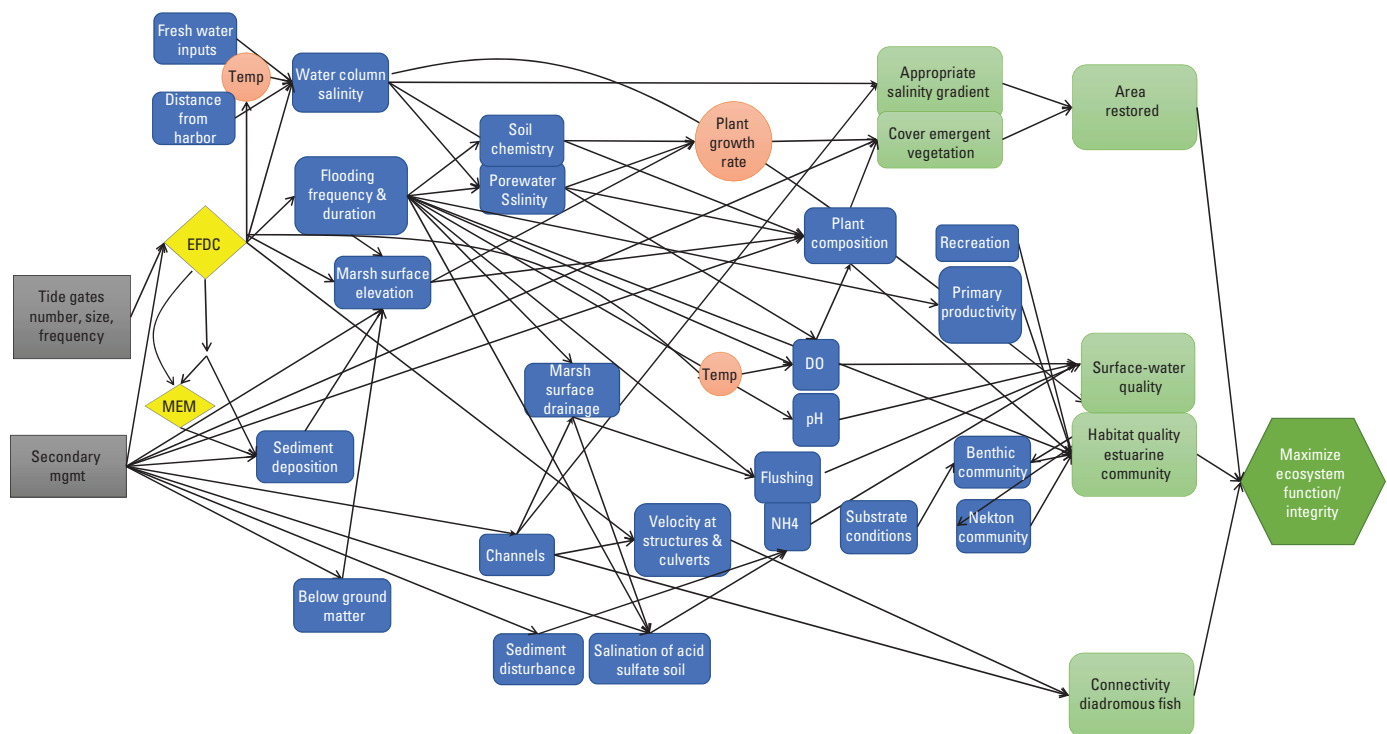 Fresh water
inputs
Temp
Distance
from
harbor
Water column
salinity
Flooding
frequency &
duration
EFDC
Tide gates
number, size,
frequency
MEM
Secondary
mgmt
Marsh surface
elevation
Sediment
deposition
Below ground
matter
Soil
chemistry
Porewater
Sslinity
Marsh
surface
drainage
Channels
Sediment
disturbance
Salination of acid
sulfate soil
Velocity at
structures &
culverts
Plant
growth
rate
Temp
Plant
composition
DO
pH
Flushing
NH4
Substrate
conditions
Recreation
Primary
productivity
Benthic
community
Nekton
community
Appropriate
salinity gradient
Cover emergent
vegetation
Area
restored
Surface-water
quality
Habitat quality
estuarine
community
Connectivity
diadromous fish
Maximize
ecosystem
function/
integrity